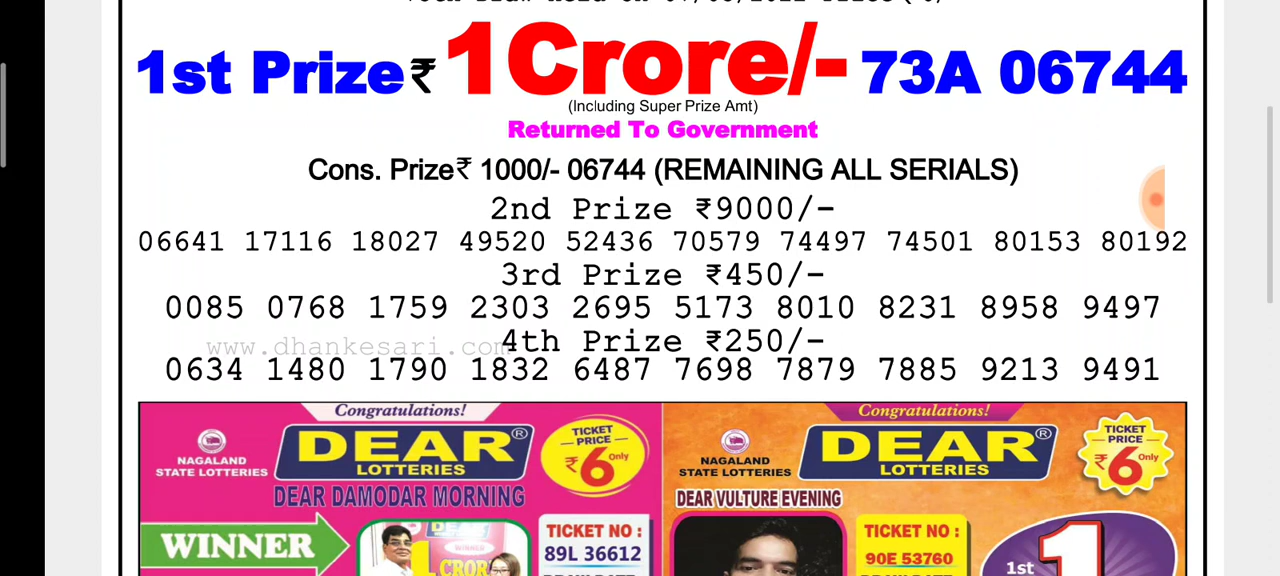 1st Prize ₹ 1Crore/- 73A 06744
(Including Super Prize Amt)
Returned To Government
Cons. Prize ₹ 1000/- 06744 (REMAINING ALL SERIALS)
2nd Prize ₹9000/-
06641 17116 18027 49520 52436 70579 74497 74501 80153 80192
3rd Prize ₹450/-
0085 0768 1759 2303 2695 5173 8010 8231 8958 9497
www.dhankesari.com
4th Prize ₹250/-
0634 1480 1790 1832 6487 7698 7879 7885 9213 9491
Congratulations!
NAGALAND
STATE LOTTERIES
DEAR®
LOTTERIES
TICKET
PRICE
₹6 only
DEAR DAMODAR MORNING
WINNER
DEAR
WINNER
1
CROR
TICKET NO :
89L 36612
Congratulations!
NAGALAND
STATE LOTTERIES
DEAR®
LOTTERIES
TICKET
PRICE
₹6 Only
DEAR VULTURE EVENING
TICKET NO :
90E 53760
1st
1